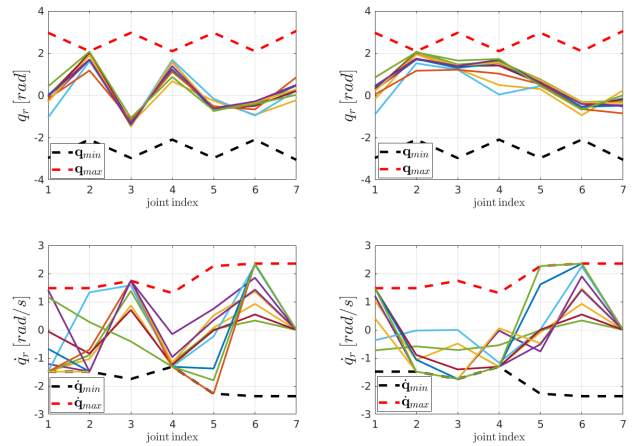 4
2
0
-2
-4
q_r [rad]
q_min
q_max
1 2 3 4 5 6 7
joint index
4
2
0
-2
-4
q_r [rad]
q_min
q_max
1 2 3 4 5 6 7
joint index
3
2
1
0
-1
-2
-3
q̇_r [rad/s]
q̇_min
q̇_max
1 2 3 4 5 6 7
joint index
3
2
1
0
-1
-2
-3
q̇_r [rad/s]
q̇_min
q̇_max
1 2 3 4 5 6 7
joint index